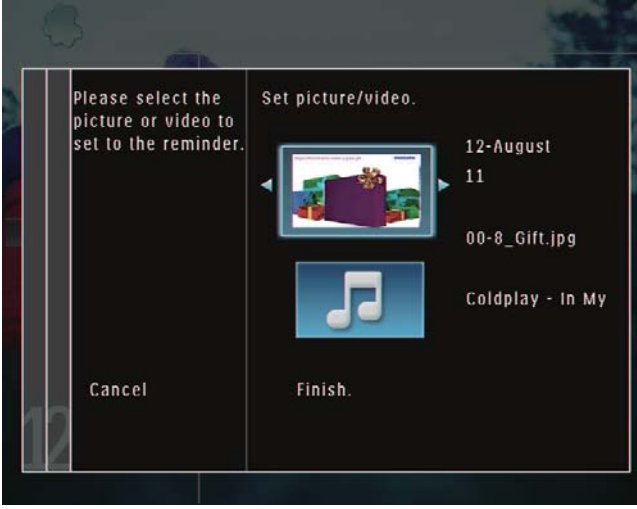 Please select the
picture or video to
set to the reminder.
Set picture/video.
12-August
11
00-8_Gift.jpg
Coldplay - In My
Cancel
Finish.
12